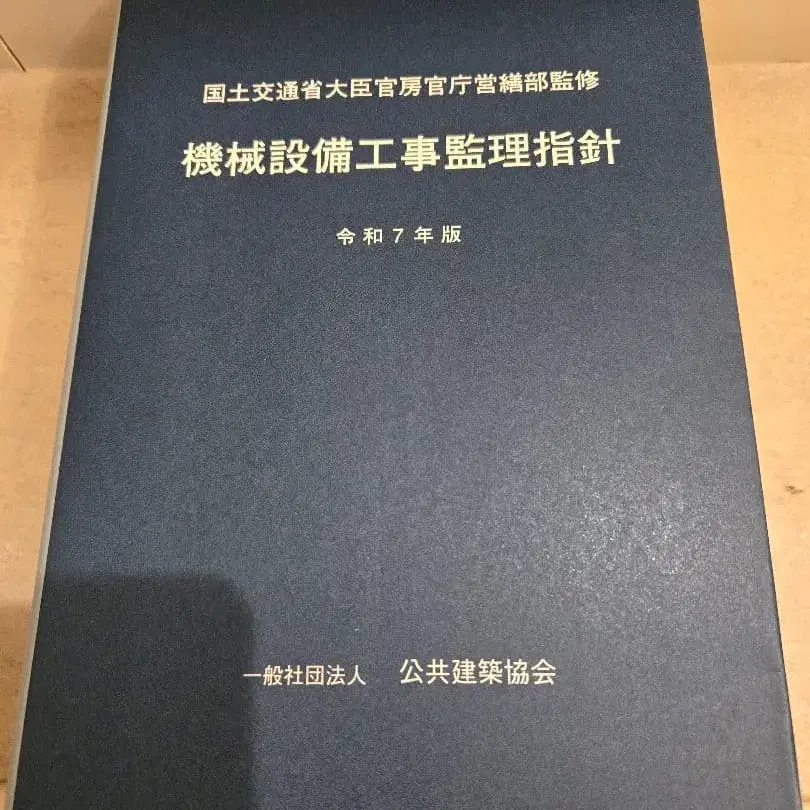 国土交通省大臣官房官庁営繕部監修
機械設備工事監理指針
令和7年版
一般社団法人 公共建築協会